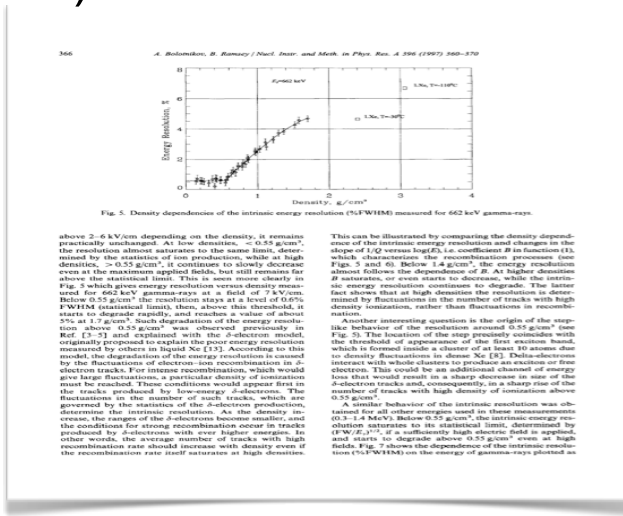 366
A. Bolotnikov, B. Ramsey / Nucl. Instr. and Meth. in Phys. Res. A 396 (1997) 360–370
8
6
4
2
0
Energy Resolution, %
Eγ=662 keV
LXe, T=-110°C
LXe, T=-30°C
0
1
2
3
4
Density, g/cm³
Fig. 5. Density dependencies of the intrinsic energy resolution (%FWHM) measured for 662 keV gamma-rays.
above 2–6 kV/cm depending on the density, it remains
practically unchanged. At low densities, < 0.55 g/cm³,
the resolution almost saturates to the same limit, deter-
mined by the statistics of ion production, while at high
densities, > 0.55 g/cm³, it continues to slowly decrease
even at the maximum applied fields, but still remains far
above the statistical limit. This is seen more clearly in
Fig. 5 which gives energy resolution versus density meas-
ured for 662 keV gamma-rays at a field of 7 kV/cm.
Below 0.55 g/cm³ the resolution stays at a level of 0.6%
FWHM (statistical limit), then, above this threshold, it
starts to degrade rapidly, and reaches a value of about
5% at 1.7 g/cm³. Such degradation of the energy resolu-
tion above 0.55 g/cm³ was observed previously in
Ref. [3–5] and explained with the δ-electron model,
originally proposed to explain the poor energy resolution
measured by others in liquid Xe [13]. According to this
model, the degradation of the energy resolution is caused
by the fluctuations of electron–ion recombination in δ-
electron tracks. For intense recombination, which would
give large fluctuations, a particular density of ionization
must be reached. These conditions would appear first in
the tracks produced by low energy δ-electrons. The
fluctuations in the number of such tracks, which are
governed by the statistics of the δ-electron production,
determine the intrinsic resolution. As the density in-
crease, the ranges of the δ-electrons become smaller, and
the conditions for strong recombination occur in tracks
produced by δ-electrons with ever higher energies. In
other words, the average number of tracks with high
recombination rate should increase with density even if
the recombination rate itself saturates at high densities.
This can be illustrated by comparing the density depend-
ence of the intrinsic energy resolution and changes in the
slope of 1/Q versus log(E), i.e. coefficient B in function (1),
which characterizes the recombination processes (see
Figs. 5 and 6). Below 1.4 g/cm³, the energy resolution
almost follows the dependence of B. At higher densities
B saturates, or even starts to decrease, while the intrin-
sic energy resolution continues to degrade. The latter
fact shows that at high densities the resolution is deter-
mined by fluctuations in the number of tracks with high
density ionization, rather than fluctuations in recombi-
nation.
Another interesting question is the origin of the step-
like behavior of the resolution around 0.55 g/cm³ (see
Fig. 5). The location of the step precisely coincides with
the threshold of appearance of the first exciton band,
which is formed inside a cluster of at least 10 atoms due
to density fluctuations in dense Xe [8]. Delta-electrons
interact with whole clusters to produce an exciton or free
electron. This could be an additional channel of energy
loss that would result in a sharp decrease in size of the
δ-electron tracks and, consequently, in a sharp rise of the
number of tracks with high density of ionization above
0.55 g/cm³.
A similar behavior of the intrinsic resolution was ob-
tained for all other energies used in these measurements
(0.3–1.4 MeV). Below 0.55 g/cm³, the intrinsic energy res-
olution saturates to its statistical limit, determined by
(FW/Eγ)¹/², if a sufficiently high electric field is applied,
and starts to degrade above 0.55 g/cm³ even at high
fields. Fig. 7 shows the dependence of the intrinsic resolu-
tion (%FWHM) on the energy of gamma-rays plotted as